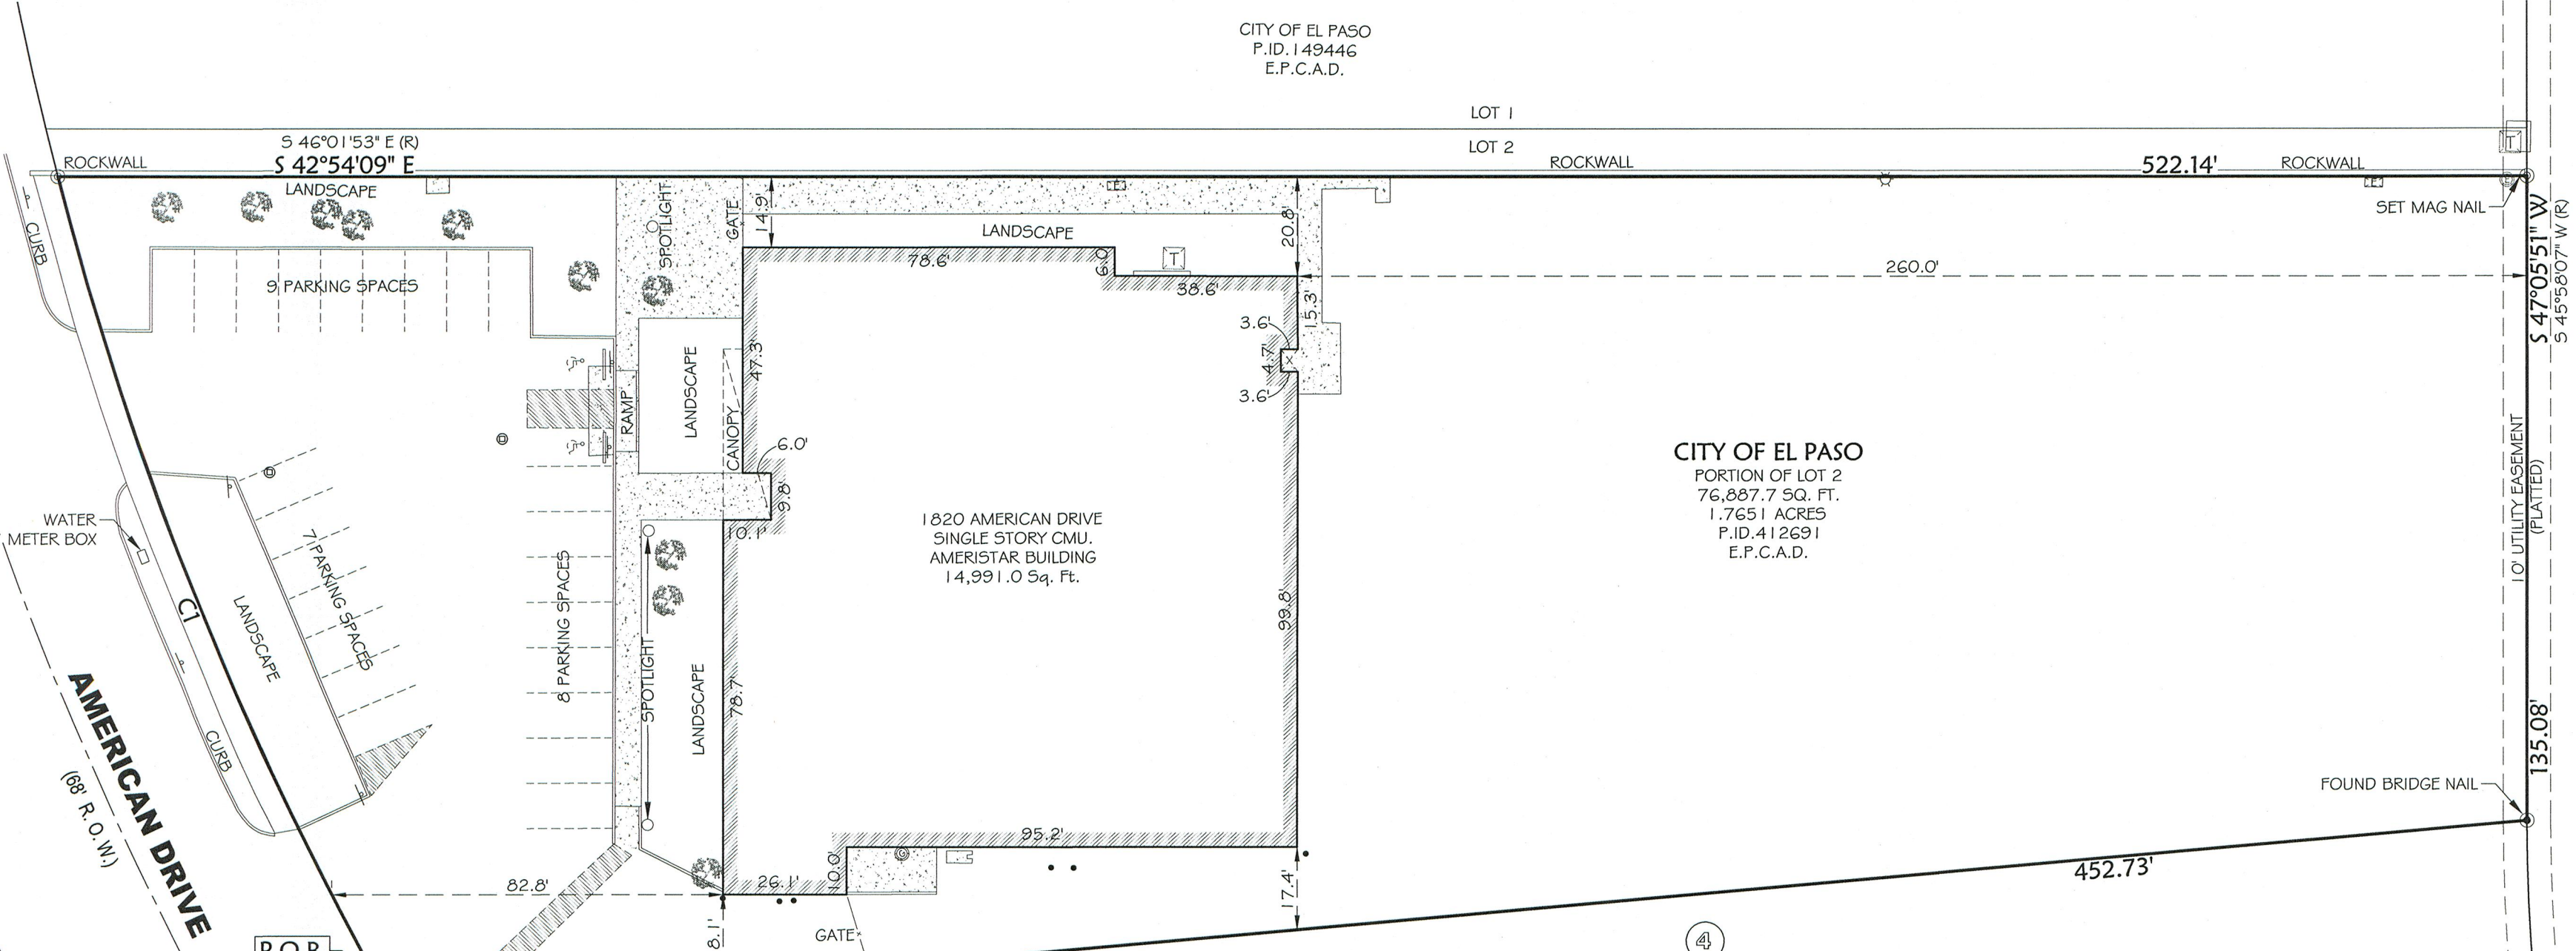 CITY OF EL PASO
P.ID.149446
E.P.C.A.D.
LOT 1
S 46°01'53" E (R)
LOT 2
ROCKWALL
S 42°54'09" E
ROCKWALL
522.14'
ROCKWALL
T
LANDSCAPE
E
E
SET MAG NAIL
CURB
SPOTLIGHT
GATE
14.9'
LANDSCAPE
20.8'
S 47°05'51" W
S 45°58'07" W (R)
78.6'
6.0'
T
38.6'
260.0'
9 PARKING SPACES
15.3'
3.6'
4.7'
3.6'
RAMP
LANDSCAPE
CANOPY
47.3'
6.0'
9.8'
10.1'
CITY OF EL PASO
PORTION OF LOT 2
76,887.7 SQ. FT.
1.7651 ACRES
P.ID.412691
E.P.C.A.D.
10' UTILITY EASEMENT
(PLATTED)
WATER
METER BOX
1820 AMERICAN DRIVE
SINGLE STORY CMU.
AMERISTAR BUILDING
14,991.0 Sq. Ft.
7 PARKING SPACES
8 PARKING SPACES
C1
LANDSCAPE
99.8'
SPOTLIGHT
LANDSCAPE
78.7'
CURB
AMERICAN DRIVE
(68' R.O.W.)
135.08'
FOUND BRIDGE NAIL
95.2'
G
10.0'
26.1'
82.8'
17.4'
452.73'
8.1'
GATE
P.O.B.
4